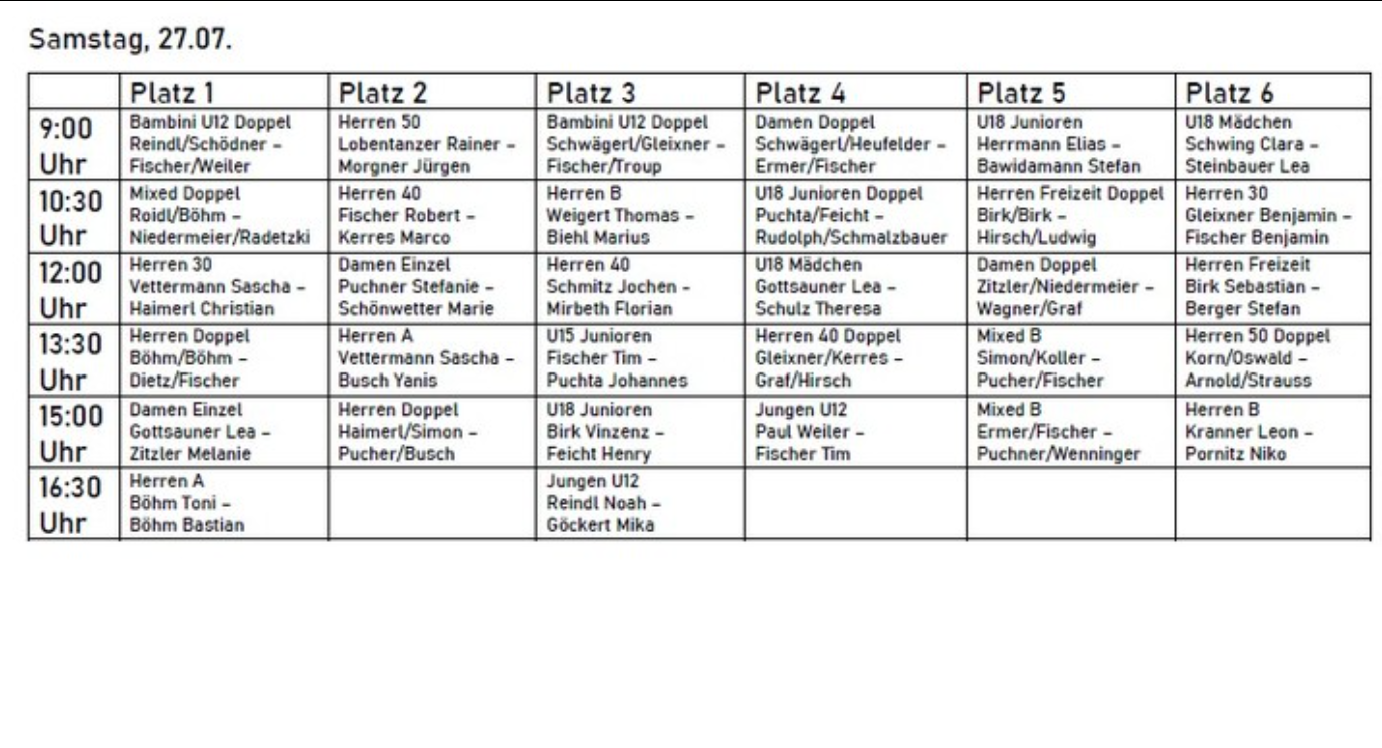 Samstag, 27.07.
Platz 1 Platz 2 Platz 3 Platz 4 Platz 5 Platz 6
9:00 Uhr
Bambini U12 Doppel
Reindl/Schödner –
Fischer/Weiler
Herren 50
Lobentanzer Rainer –
Morgner Jürgen
Bambini U12 Doppel
Schwägerl/Gleixner –
Fischer/Troup
Damen Doppel
Schwägerl/Heufelder –
Ermer/Fischer
U18 Junioren
Herrmann Elias –
Bawidamann Stefan
U18 Mädchen
Schwing Clara –
Steinbauer Lea
10:30 Uhr
Mixed Doppel
Roidl/Böhm –
Niedermeier/Radetzki
Herren 40
Fischer Robert –
Kerres Marco
Herren B
Weigert Thomas –
Biehl Marius
U18 Junioren Doppel
Puchta/Feicht –
Rudolph/Schmalzbauer
Herren Freizeit Doppel
Birk/Birk –
Hirsch/Ludwig
Herren 30
Gleixner Benjamin –
Fischer Benjamin
12:00 Uhr
Herren 30
Vettermann Sascha –
Haimerl Christian
Damen Einzel
Puchner Stefanie –
Schönwetter Marie
Herren 40
Schmitz Jochen –
Mirbeth Florian
U18 Mädchen
Gottsauner Lea –
Schulz Theresa
Damen Doppel
Zitzler/Niedermeier –
Wagner/Graf
Herren Freizeit
Birk Sebastian –
Berger Stefan
13:30 Uhr
Herren Doppel
Böhm/Böhm –
Dietz/Fischer
Herren A
Vettermann Sascha –
Busch Yanis
U15 Junioren
Fischer Tim –
Puchta Johannes
Herren 40 Doppel
Gleixner/Kerres –
Graf/Hirsch
Mixed B
Simon/Koller –
Pucher/Fischer
Herren 50 Doppel
Korn/Oswald –
Arnold/Strauss
15:00 Uhr
Damen Einzel
Gottsauner Lea –
Zitzler Melanie
Herren Doppel
Haimerl/Simon –
Pucher/Busch
U18 Junioren
Birk Vinzenz –
Feicht Henry
Jungen U12
Paul Weiler –
Fischer Tim
Mixed B
Ermer/Fischer –
Puchner/Wenninger
Herren B
Kranner Leon –
Pornitz Niko
16:30 Uhr
Herren A
Böhm Toni –
Böhm Bastian
Jungen U12
Reindl Noah –
Göckert Mika